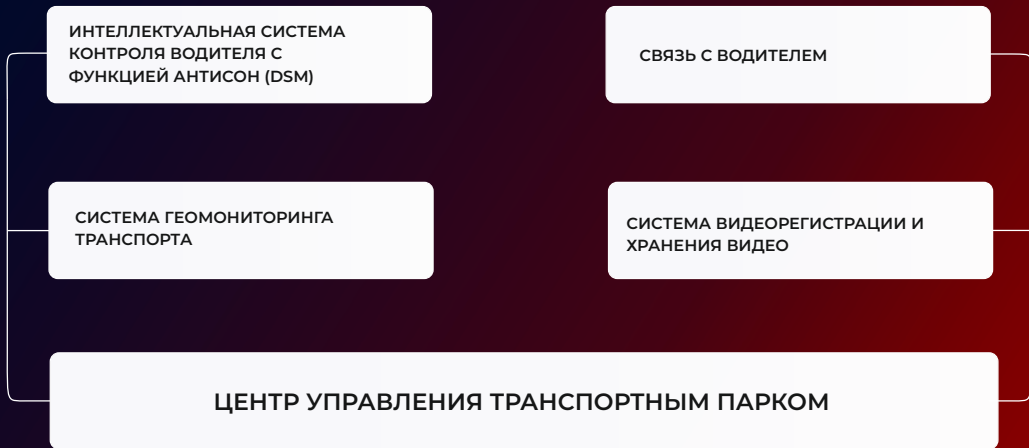 ИНТЕЛЛЕКТУАЛЬНАЯ СИСТЕМА
КОНТРОЛЯ ВОДИТЕЛЯ С
ФУНКЦИЕЙ АНТИСОН (DSM)
СВЯЗЬ С ВОДИТЕЛЕМ
СИСТЕМА ГЕОМОНИТОРИНГА
ТРАНСПОРТА
СИСТЕМА ВИДЕОРЕГИСТРАЦИИ И
ХРАНЕНИЯ ВИДЕО
ЦЕНТР УПРАВЛЕНИЯ ТРАНСПОРТНЫМ ПАРКОМ